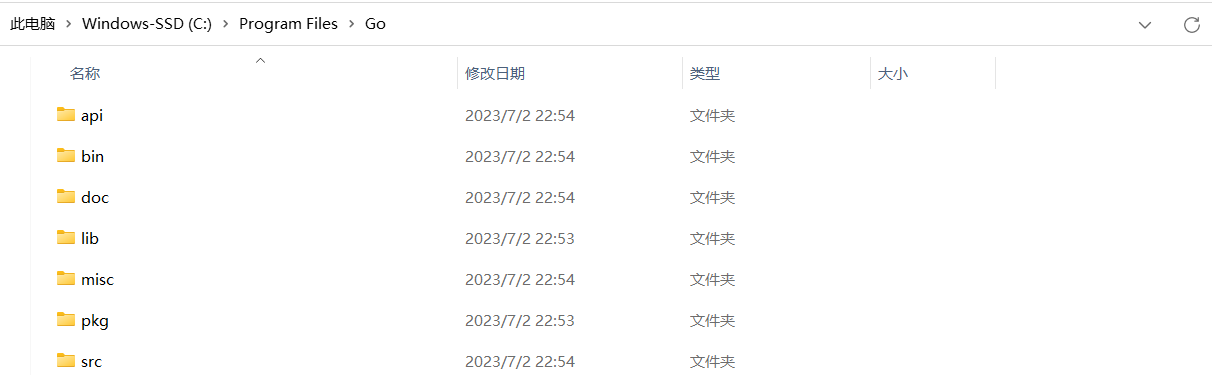 此电脑 > Windows-SSD (C:) > Program Files > Go
名称 修改日期 类型 大小
api 2023/7/2 22:54 文件夹
bin 2023/7/2 22:54 文件夹
doc 2023/7/2 22:54 文件夹
lib 2023/7/2 22:53 文件夹
misc 2023/7/2 22:54 文件夹
pkg 2023/7/2 22:53 文件夹
src 2023/7/2 22:54 文件夹